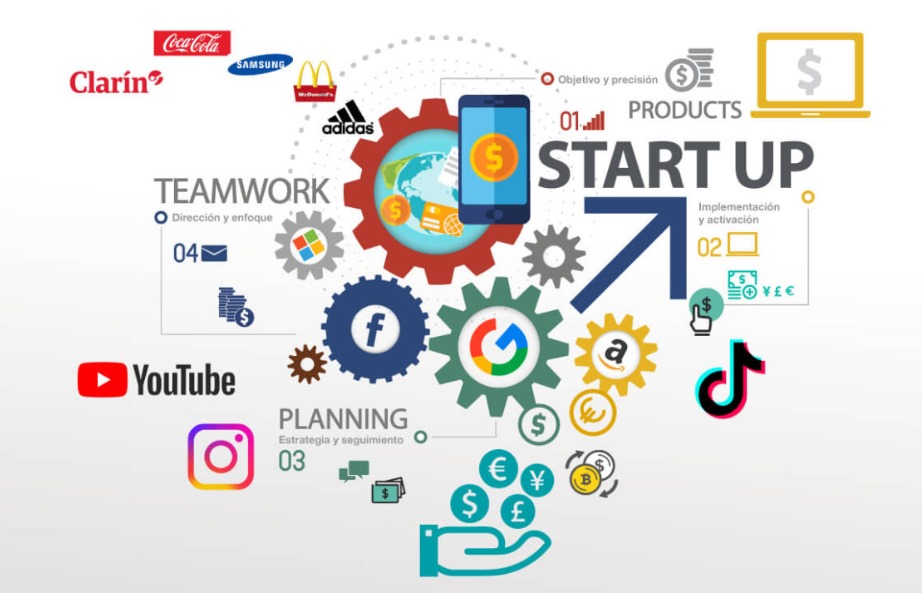 Coca-Cola
SAMSUNG
Clarín
McDonald's
adidas
Objetivo y precisión
01
PRODUCTS
START UP
TEAMWORK
Dirección y enfoque
04
Implementación
y activación
02
YouTube
PLANNING
Estrategia y seguimiento
03